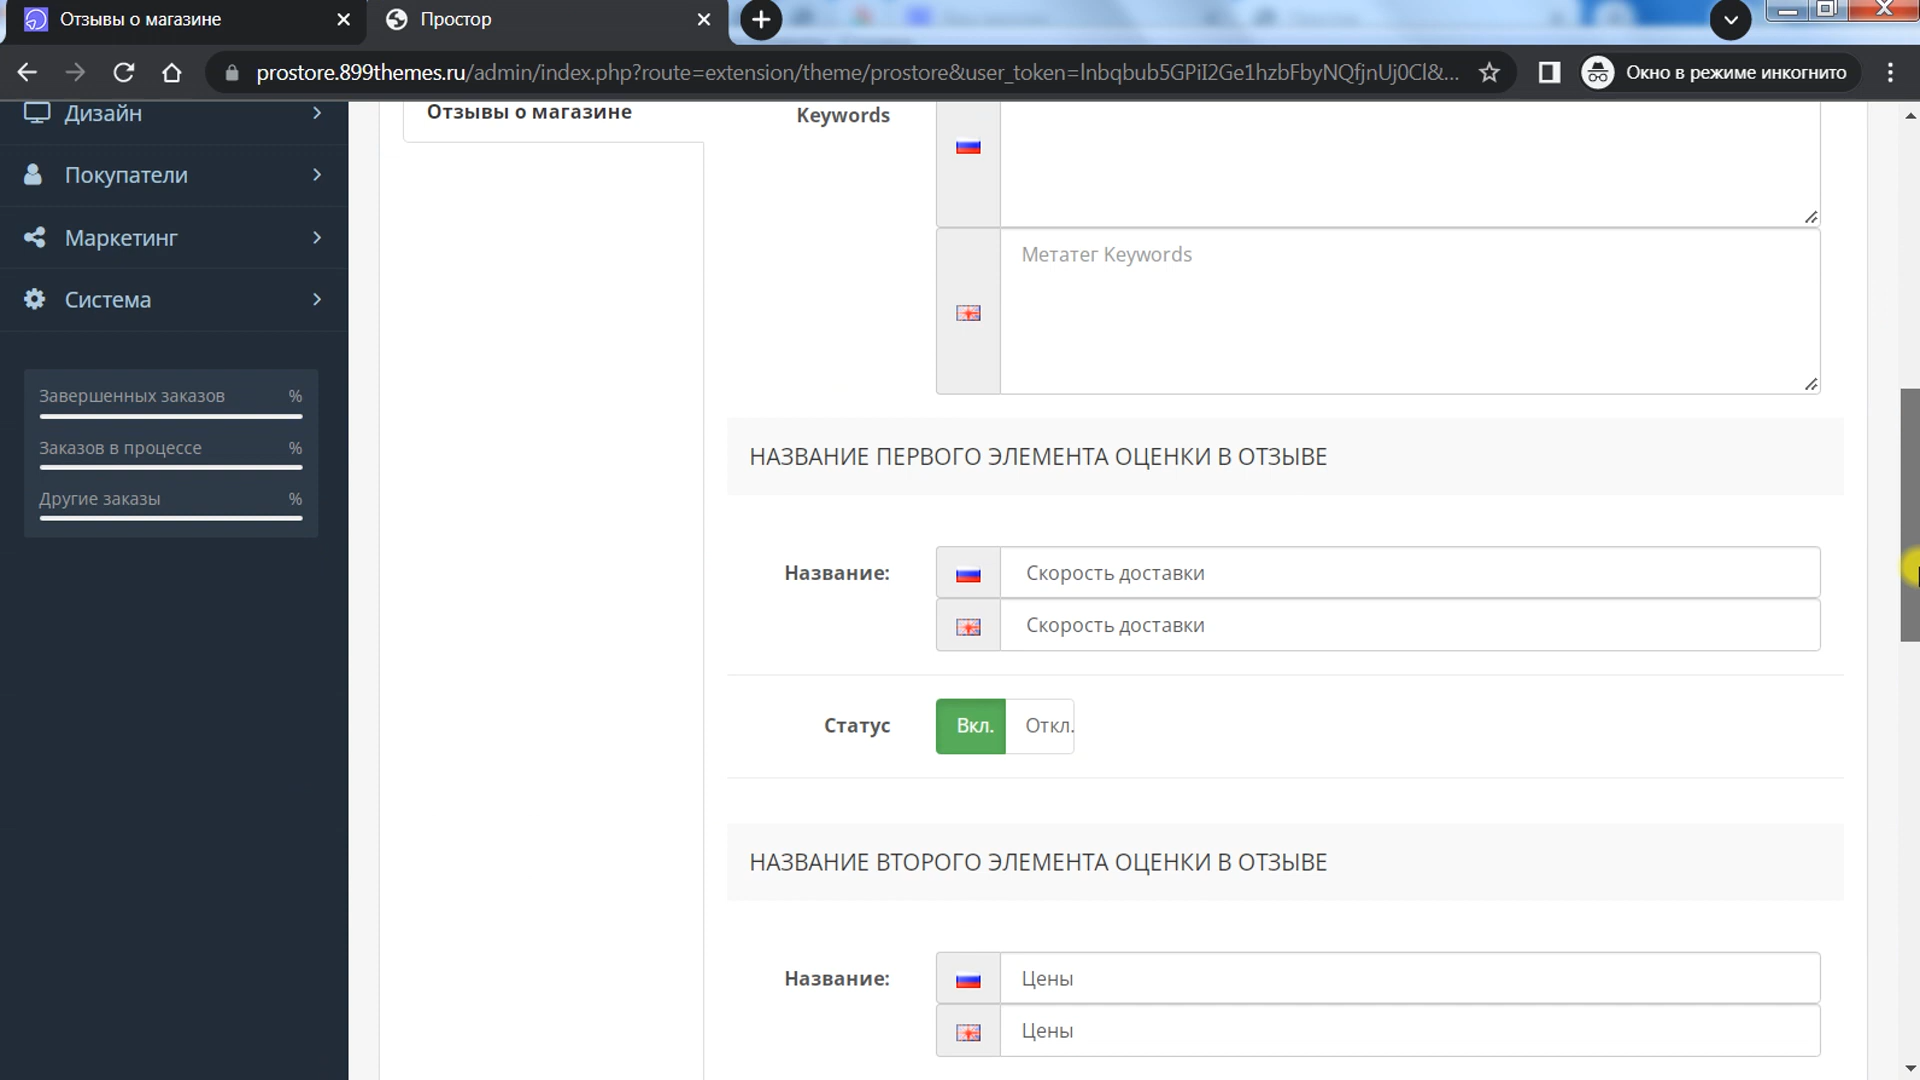 Отзывы о магазине
Простор
prostore.899themes.ru/admin/index.php?route=extension/theme/prostore&user_token=lnbqbub5GPiI2Ge1hzbFbyNQfjnUj0Cl&...
Окно в режиме инкогнито
Дизайн
Покупатели
Маркетинг
Система
Завершенных заказов %
Заказов в процессе %
Другие заказы %
Отзывы о магазине
Keywords
Метатег Keywords
НАЗВАНИЕ ПЕРВОГО ЭЛЕМЕНТА ОЦЕНКИ В ОТЗЫВЕ
Название:
Скорость доставки
Скорость доставки
Статус
Вкл. Откл.
НАЗВАНИЕ ВТОРОГО ЭЛЕМЕНТА ОЦЕНКИ В ОТЗЫВЕ
Название:
Цены
Цены